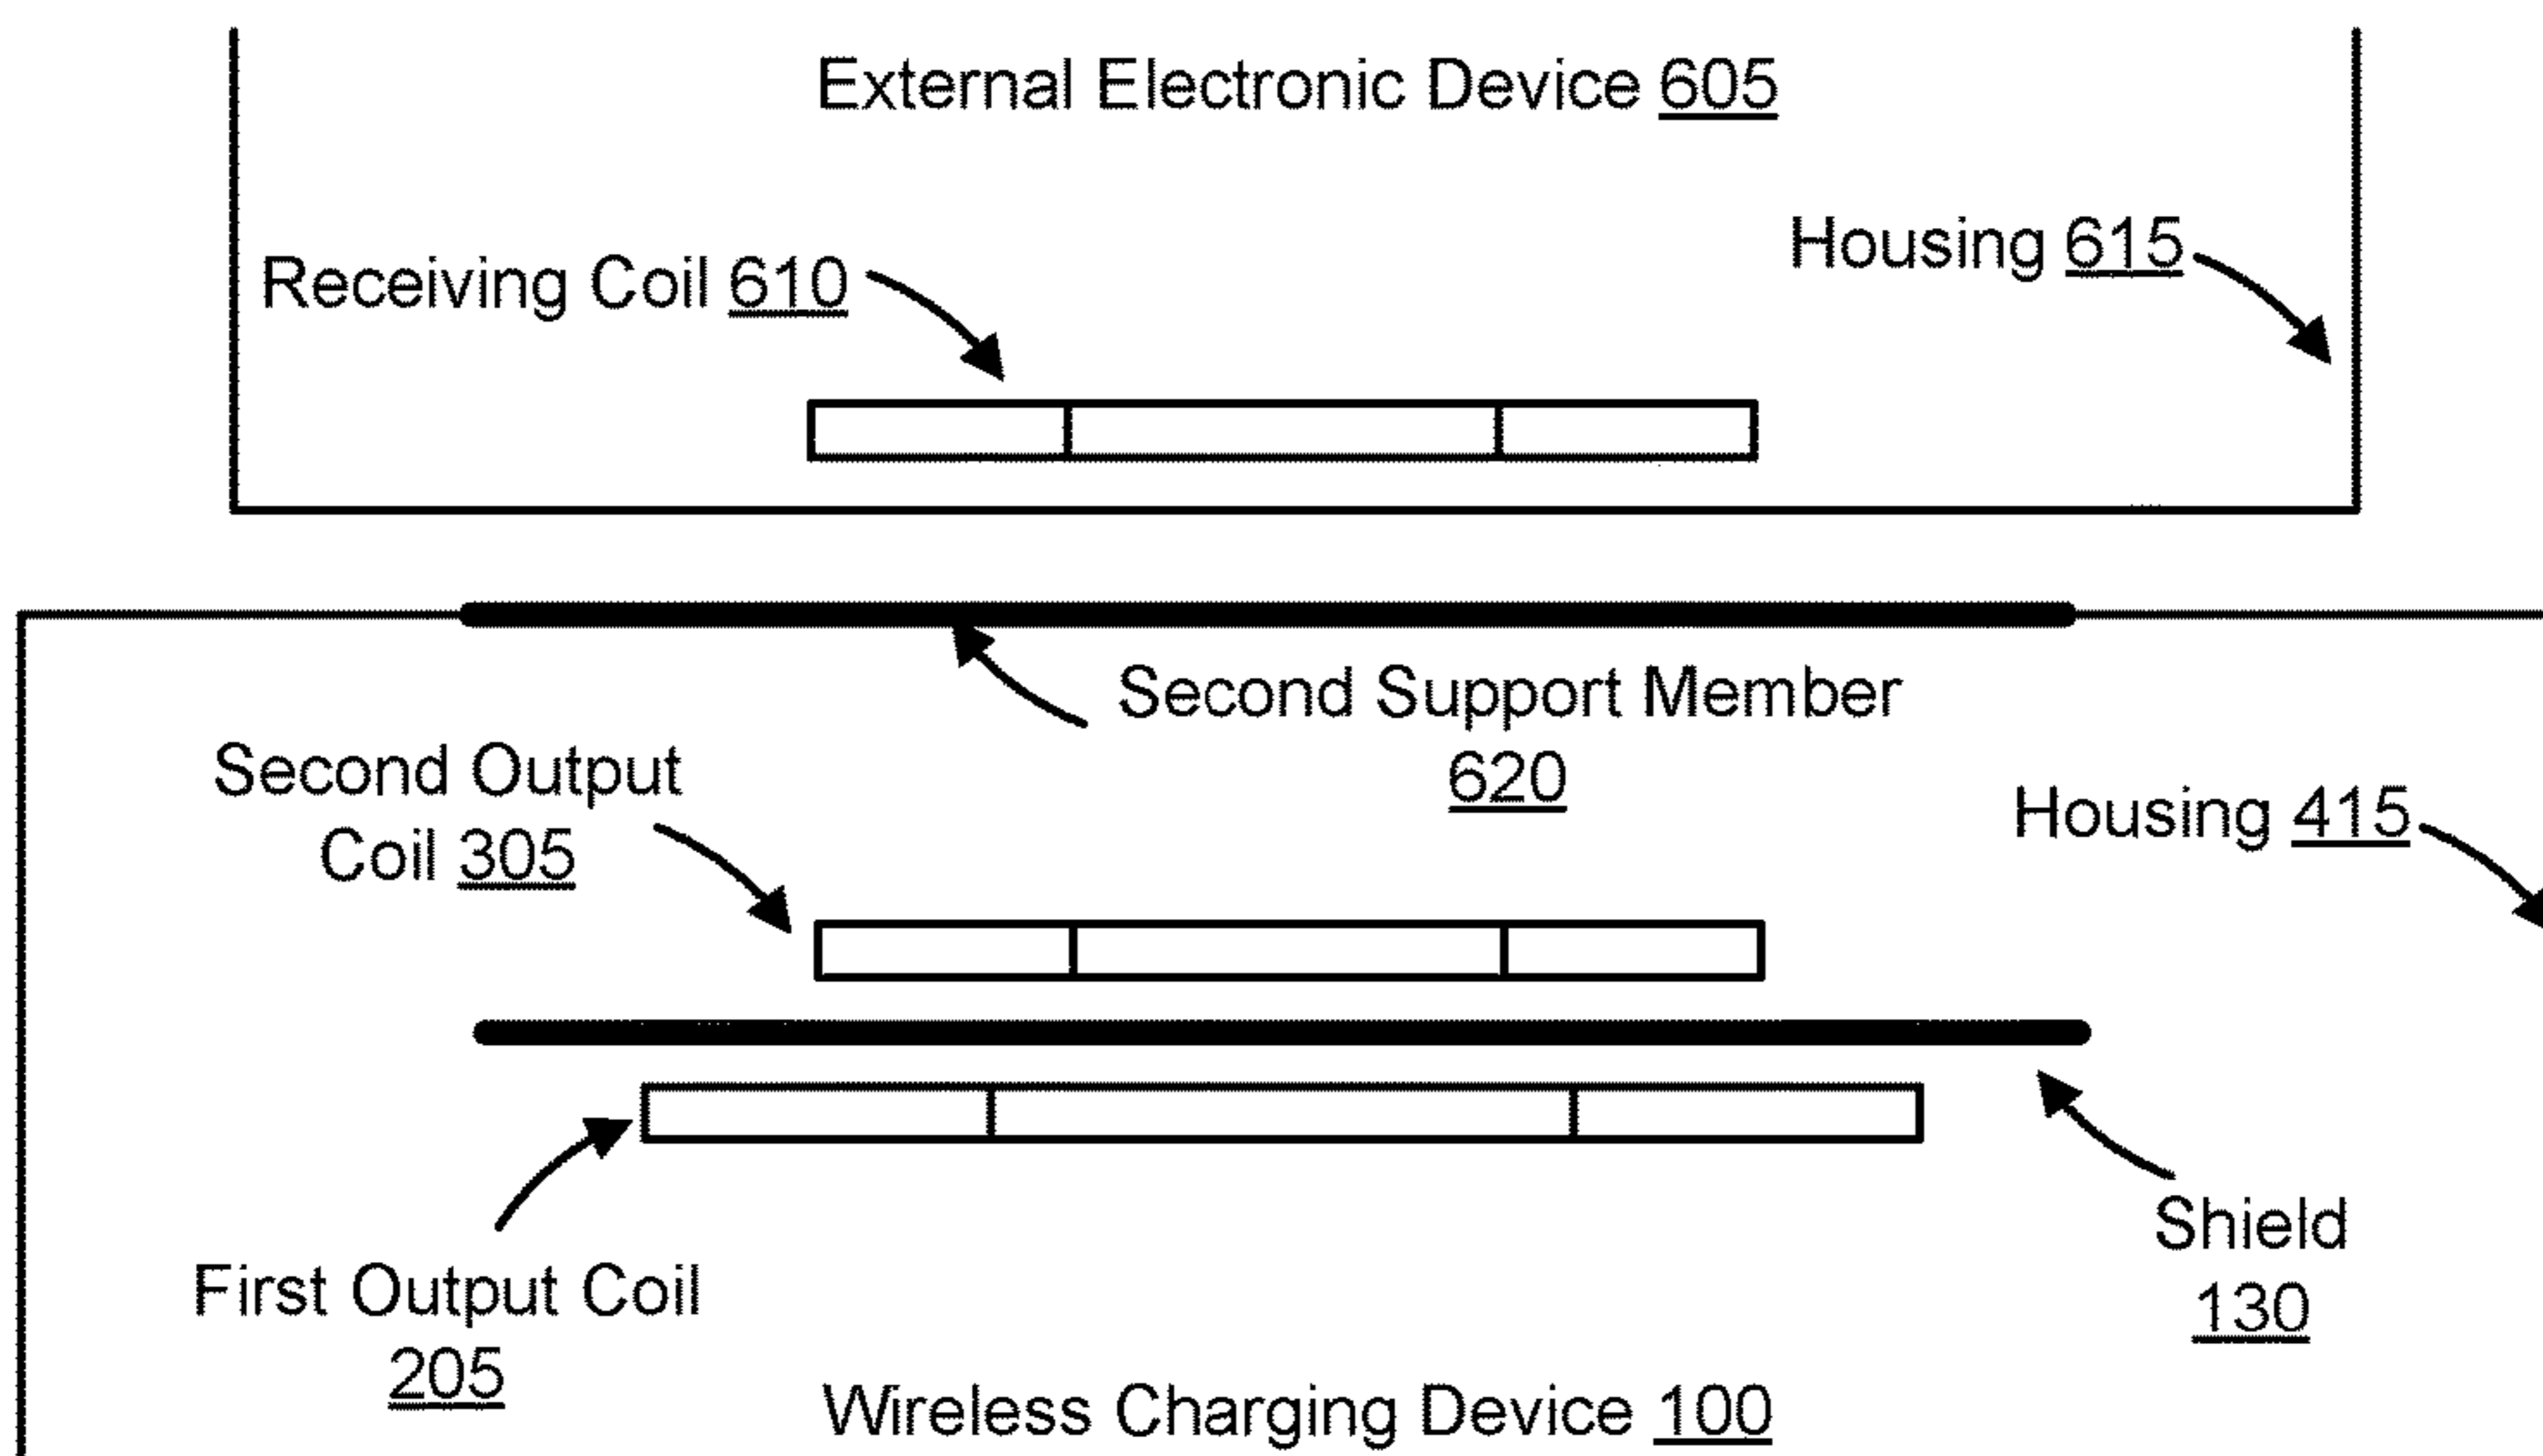 External Electronic Device 605
Housing 615
Receiving Coil 610
Second Support Member
620
Second Output
Coil 305
Housing 415
First Output Coil
205
Shield
130
Wireless Charging Device 100